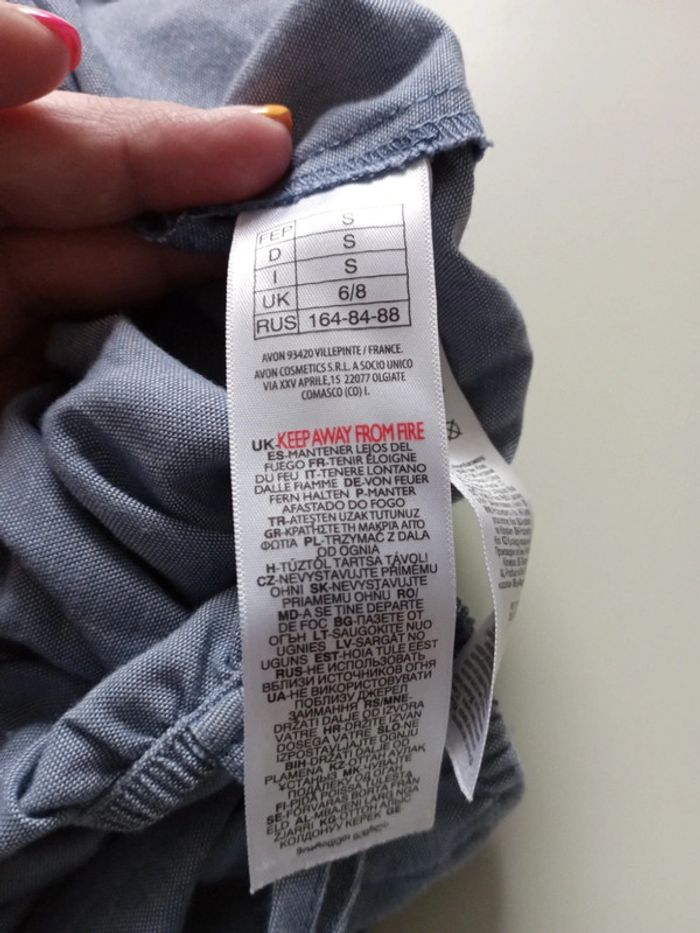 FEP S
D S
I S
UK 6/8
RUS 164-84-88
AVON 93420 VILLEPINTE / FRANCE.
AVON COSMETICS S.R.L. A SOCIO UNICO
VIA XXV APRILE,15 22077 OLGIATE
COMASCO (CO) I.
UK-KEEP AWAY FROM FIRE
ES-MANTENER LEJOS DEL
FUEGO FR-TENIR ÉLOIGNE
DU FEU IT-TENERE LONTANO
DALLE FIAMME DE-VON FEUER
FERN HALTEN P-MANTER
AFASTADO DO FOGO
TR-ATEŞTEN UZAK TUTUNUZ
GR-ΚΡΑΤΗΣΤΕ ΤΗ ΜΑΚΡΙΑ ΑΠΟ
ΦΩΤΙΑ PL-TRZYMAĆ Z DALA
OD OGNIA
H-TŰZTŐL TARTSA TÁVOL!
CZ-NEVYSTAVUJTE PŘÍMÉMU
OHNI SK-NEVYSTAVUJTE
PRIAMEMU OHŇU RO/
MD-A SE TINE DEPARTE
DE FOC BG-ПАЗЕТЕ ОТ
ОГЪН LT-SAUGOKITE NUO
UGNIES LV-SARGĀT NO
UGUNS EST-HOIA TULE EEST
RUS-НЕ ИСПОЛЬЗОВАТЬ
ВБЛИЗИ ИСТОЧНИКОВ ОГНЯ
UA-НЕ ВИКОРИСТОВУВАТИ
ПОБЛИЗУ ДЖЕРЕЛ
ЗАЙМАННЯ RS/MNE-
DRŽATI DALJE OD IZVORA
VATRE HR-DRŽITE IZVAN
DOSEGA VATRE SLO-NE
IZPOSTAVLJAJTE OGNJU
BIH-DRŽATI DALJE OD
PLAMENA KZ-ОТТАН АУЛАК
ҰСТАҢЫЗ MK-ЧУВАЈТЕ
ПОДАЛЕКУ ОД ОГАН
FI-PIDÄ POISSA TULESTA
SE-FÖRVARAS BORTA FRÅN
ELD AL-MBAJENI LARG NGA
ZJARRI KG-ОТТОН АЛЫС
КОЛДОНУУ КЕРЕК GE